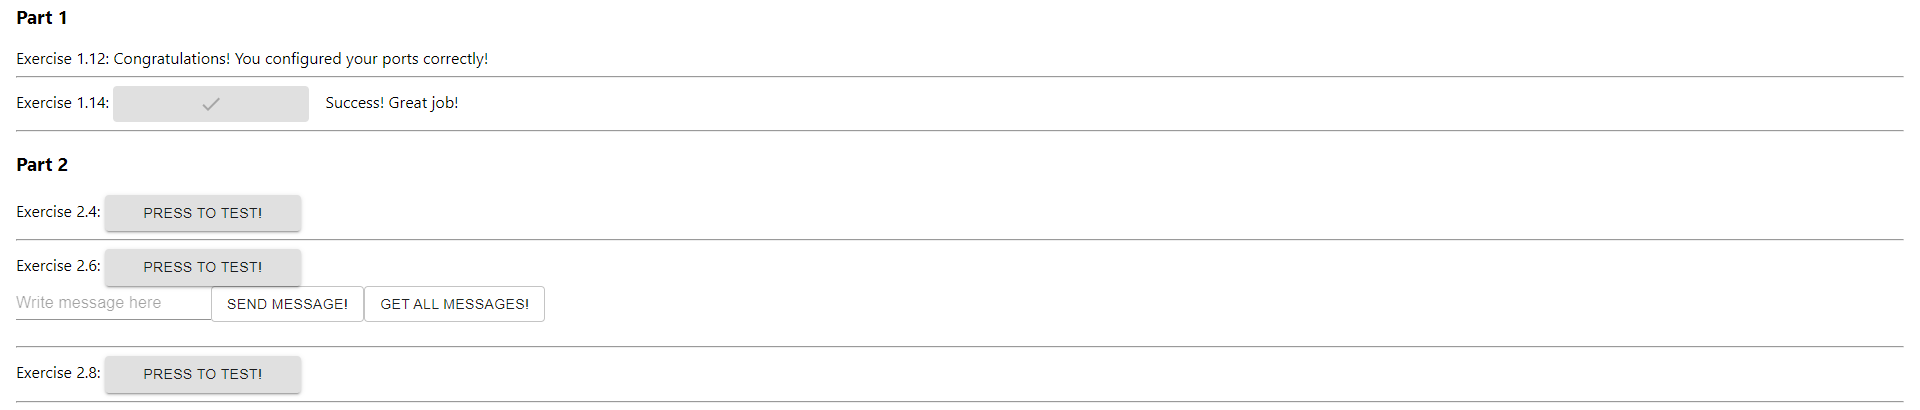 Part 1
Exercise 1.12: Congratulations! You configured your ports correctly!
Exercise 1.14: Success! Great job!
Part 2
Exercise 2.4: PRESS TO TEST!
Exercise 2.6: PRESS TO TEST!
Write message here SEND MESSAGE! GET ALL MESSAGES!
Exercise 2.8: PRESS TO TEST!